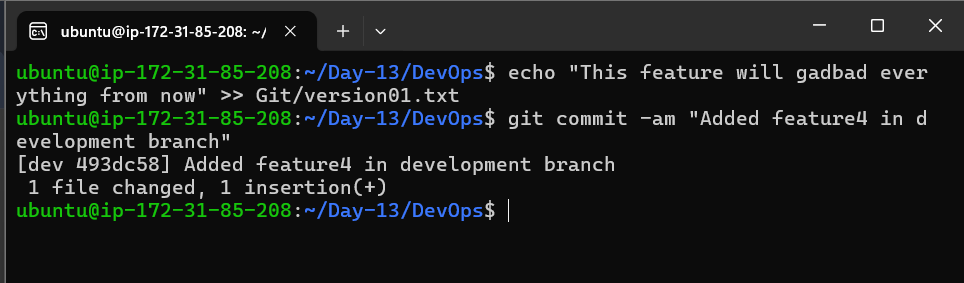 ubuntu@ip-172-31-85-208: ~/
ubuntu@ip-172-31-85-208:~/Day-13/DevOps$ echo "This feature will gadbad ever
ything from now" >> Git/version01.txt
ubuntu@ip-172-31-85-208:~/Day-13/DevOps$ git commit -am "Added feature4 in d
evelopment branch"
[dev 493dc58] Added feature4 in development branch
 1 file changed, 1 insertion(+)
ubuntu@ip-172-31-85-208:~/Day-13/DevOps$